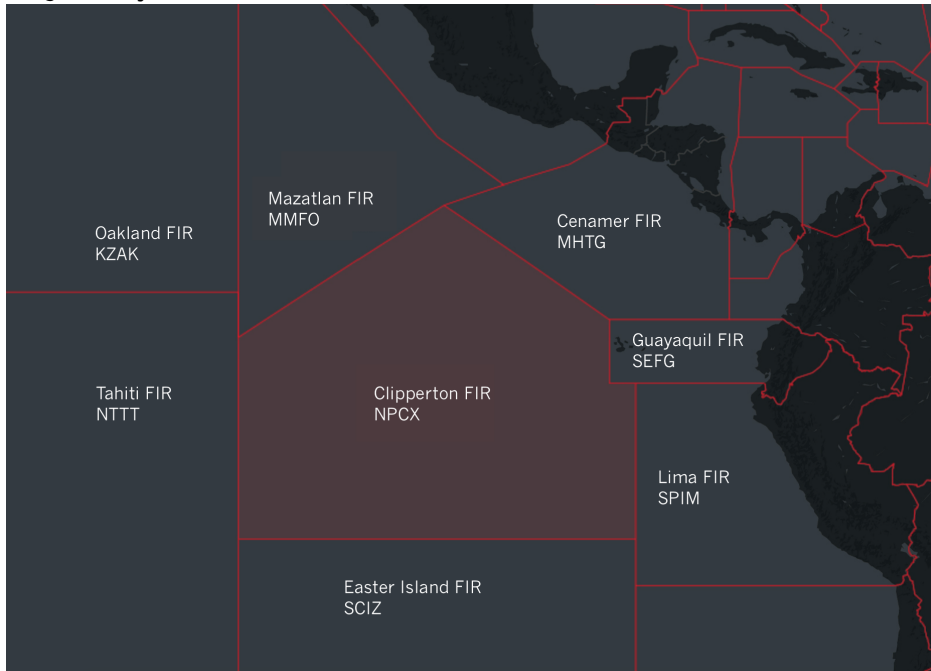 Mazatlan FIR
MMFO
Cenamer FIR
MHTG
Oakland FIR
KZAK
Guayaquil FIR
SEFG
Tahiti FIR
NTTT
Clipperton FIR
NPCX
Lima FIR
SPIM
Easter Island FIR
SCIZ